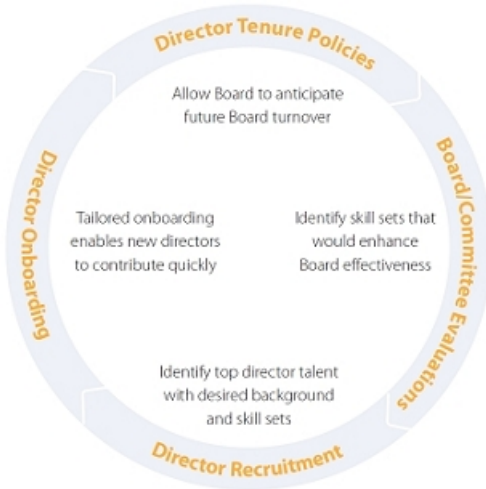 Director Tenure Policies
Allow Board to anticipate
future Board turnover
Board/Committee Evaluations
Identify skill sets that
would enhance
Board effectiveness
Director Recruitment
Identify top director talent
with desired background
and skill sets
Director Onboarding
Tailored onboarding
enables new directors
to contribute quickly